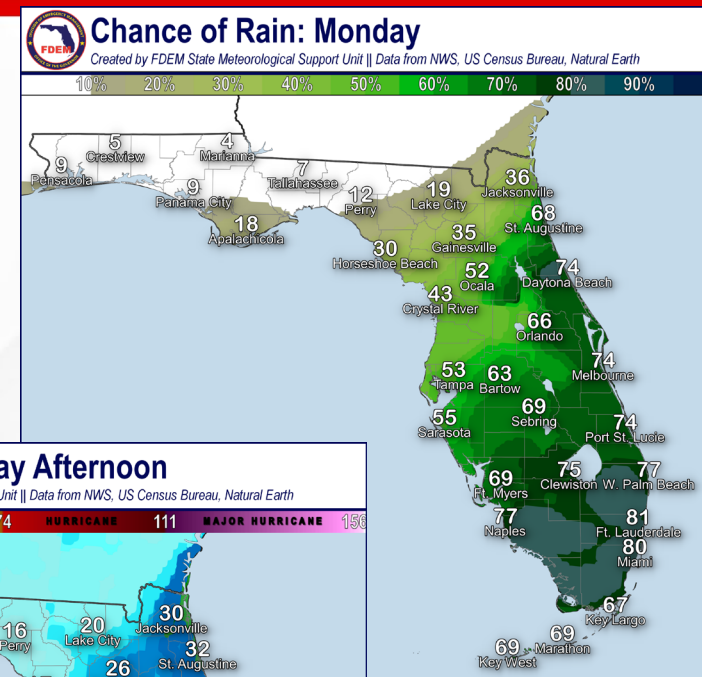 Chance of Rain: Monday
FDEM
Created by FDEM State Meteorological Support Unit || Data from NWS, US Census Bureau, Natural Earth
10% 20% 30% 40% 50% 60% 70% 80% 90%
5
Crestview
4
Marianna
9
Pensacola
7
Tallahassee
9
Panama City
12
Perry
19
Lake City
36
Jacksonville
18
Apalachicola
68
St. Augustine
35
Gainesville
30
Horseshoe Beach
52
Ocala
74
Daytona Beach
43
Crystal River
66
Orlando
53
Tampa
63
Bartow
74
Melbourne
55
Sarasota
69
Sebring
74
Port St. Lucie
69
Ft. Myers
75
Clewiston
77
W. Palm Beach
77
Naples
81
Ft. Lauderdale
80
Miami
67
Key Largo
69
Marathon
69
Key West
ay Afternoon
Unit || Data from NWS, US Census Bureau, Natural Earth
74 HURRICANE 111 MAJOR HURRICANE 156
16
Perry
20
Lake City
30
Jacksonville
32
St. Augustine
26